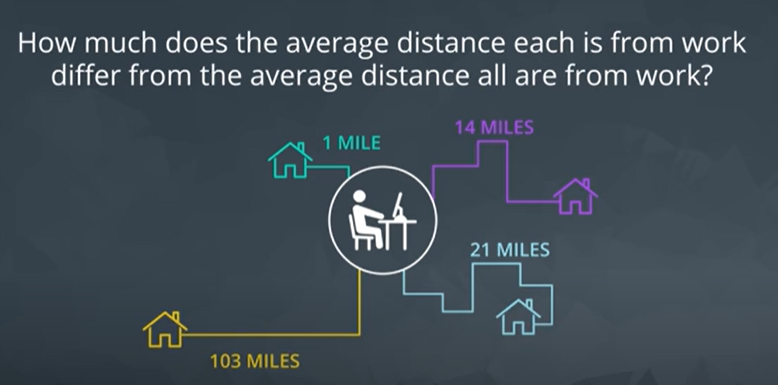 How much does the average distance each is from work
differ from the average distance all are from work?
1 MILE
14 MILES
21 MILES
103 MILES